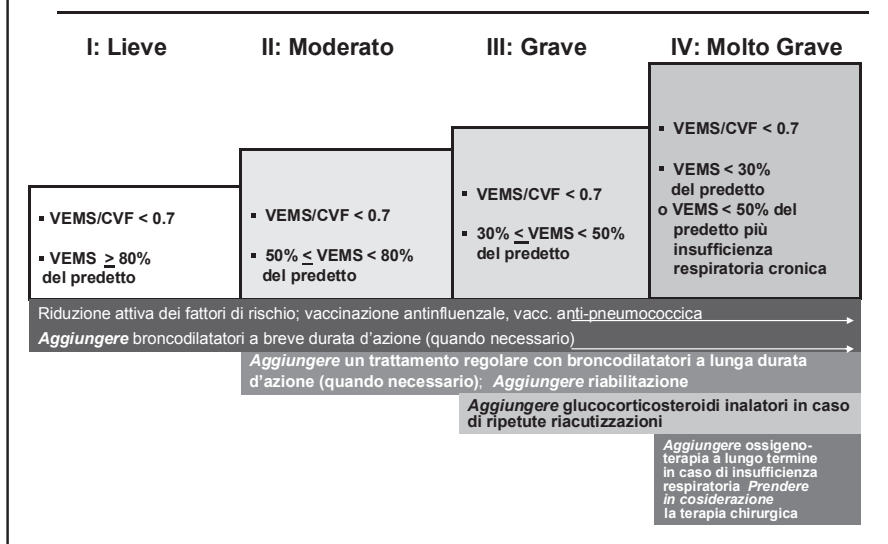 I: Lieve
II: Moderato
III: Grave
IV: Molto Grave
▪ VEMS/CVF < 0.7
▪ VEMS ≥ 80%
del predetto
▪ VEMS/CVF < 0.7
▪ 50% ≤ VEMS < 80%
del predetto
▪ VEMS/CVF < 0.7
▪ 30% ≤ VEMS < 50%
del predetto
▪ VEMS/CVF < 0.7
▪ VEMS < 30%
del predetto
o VEMS < 50% del
predetto più
insufficienza
respiratoria cronica
Riduzione attiva dei fattori di rischio; vaccinazione antinfluenzale, vacc. anti-pneumococcica
Aggiungere broncodilatatori a breve durata d'azione (quando necessario)
Aggiungere un trattamento regolare con broncodilatatori a lunga durata
d'azione (quando necessario); Aggiungere riabilitazione
Aggiungere glucocorticosteroidi inalatori in caso
di ripetute riacutizzazioni
Aggiungere ossigeno-
terapia a lungo termine
in caso di insufficienza
respiratoria Prendere
in cosiderazione
la terapia chirurgica